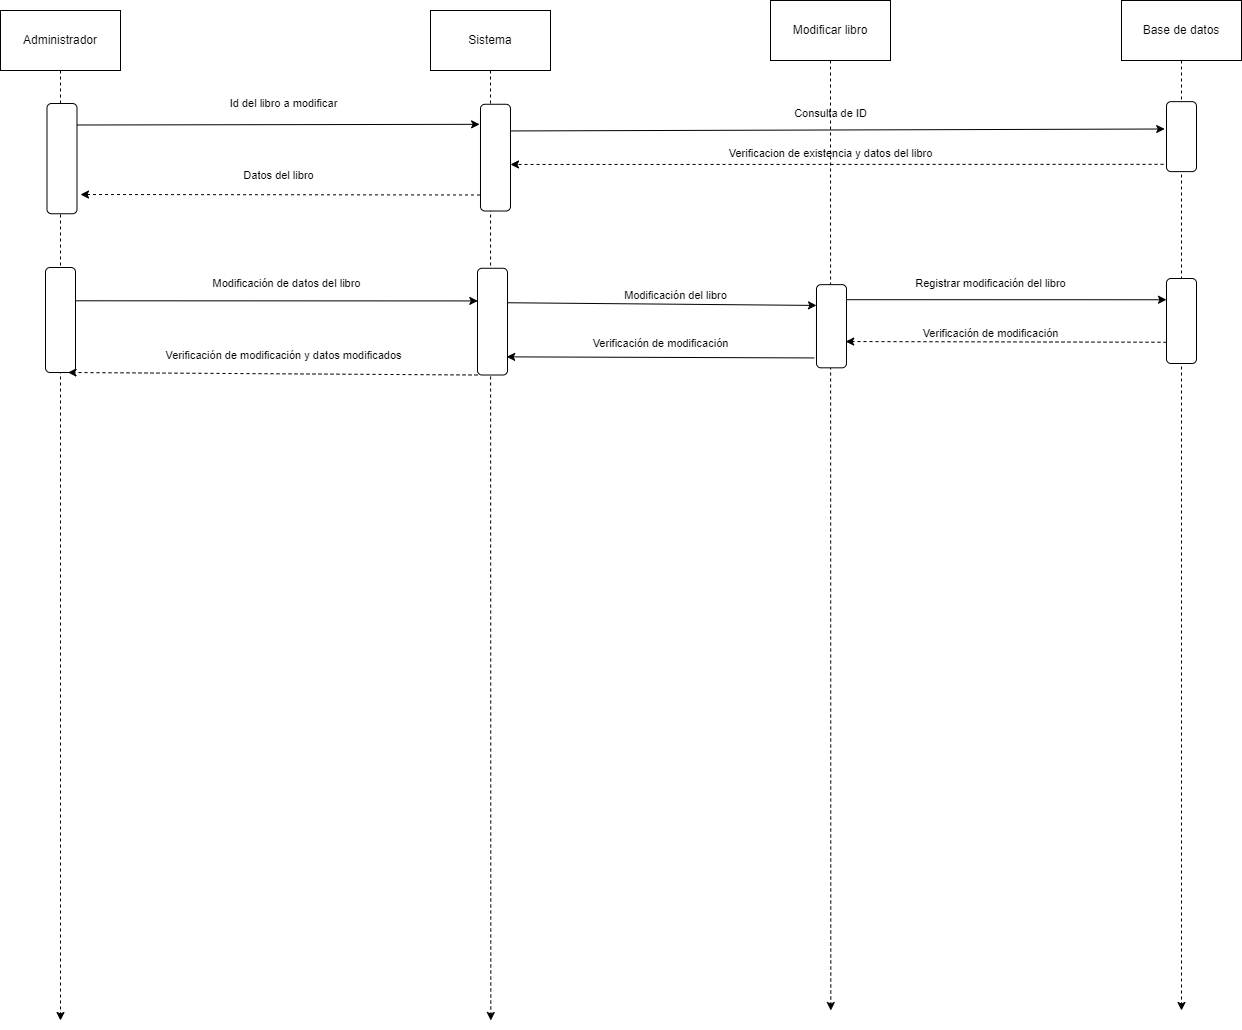 Administrador
Sistema
Modificar libro
Base de datos
Id del libro a modificar
Consulta de ID
Verificacion de existencia y datos del libro
Datos del libro
Modificación de datos del libro
Modificación del libro
Registrar modificación del libro
Verificación de modificación
Verificación de modificación
Verificación de modificación y datos modificados